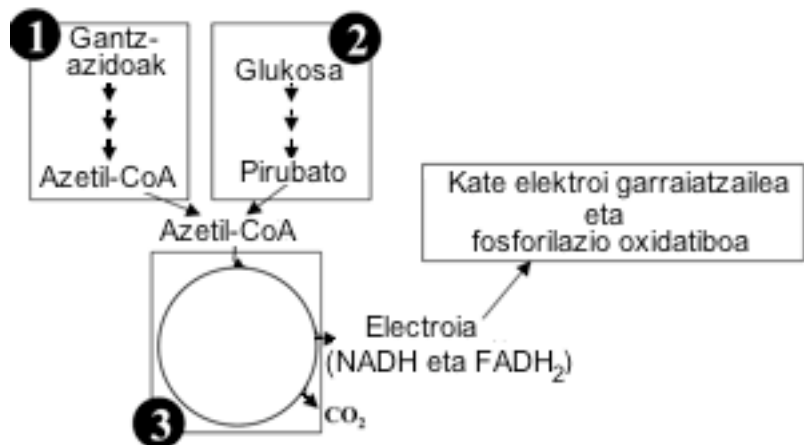 1
Gantz-
azidoak
Azetil-CoA
2
Glukosa
Pirubato
Azetil-CoA
Kate elektroi garraiatzailea
eta
fosforilazio oxidatiboa
Electroia
(NADH eta FADH₂)
CO₂
3